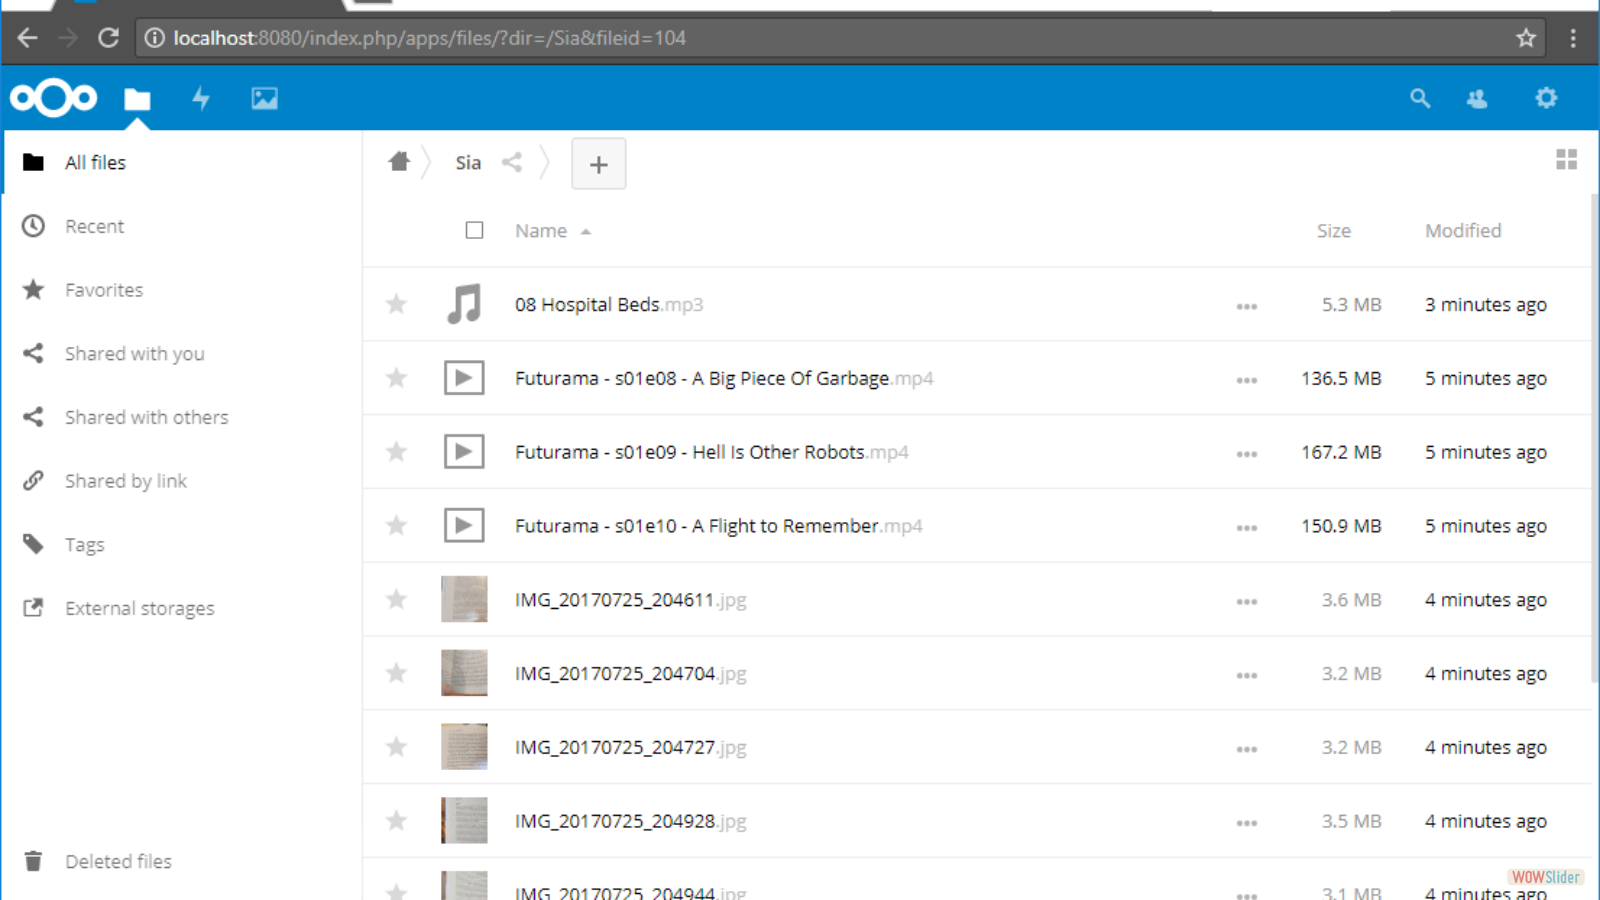 localhost:8080/index.php/apps/files/?dir=/Sia&fileid=104
All files
Recent
Favorites
Shared with you
Shared with others
Shared by link
Tags
External storages
Deleted files
Sia
+
Name Size Modified
08 Hospital Beds.mp3 ... 5.3 MB 3 minutes ago
Futurama - s01e08 - A Big Piece Of Garbage.mp4 ... 136.5 MB 5 minutes ago
Futurama - s01e09 - Hell Is Other Robots.mp4 ... 167.2 MB 5 minutes ago
Futurama - s01e10 - A Flight to Remember.mp4 ... 150.9 MB 5 minutes ago
IMG_20170725_204611.jpg ... 3.6 MB 4 minutes ago
IMG_20170725_204704.jpg ... 3.2 MB 4 minutes ago
IMG_20170725_204727.jpg ... 3.2 MB 4 minutes ago
IMG_20170725_204928.jpg ... 3.5 MB 4 minutes ago
IMG_20170725_204944.jpg ... 3.1 MB 4 minutes ago
WOWSlider